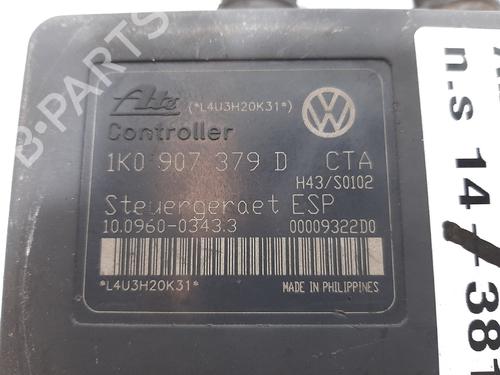 Ate (*L4U3H20K31*)
Controller
1K0 907 379 D CTA
H43/S0102
Steuergeraet ESP
10.0960-0343.3 00009322D0
*L4U3H20K31* MADE IN PHILIPPINES
n.s 14 381
B-PARTS